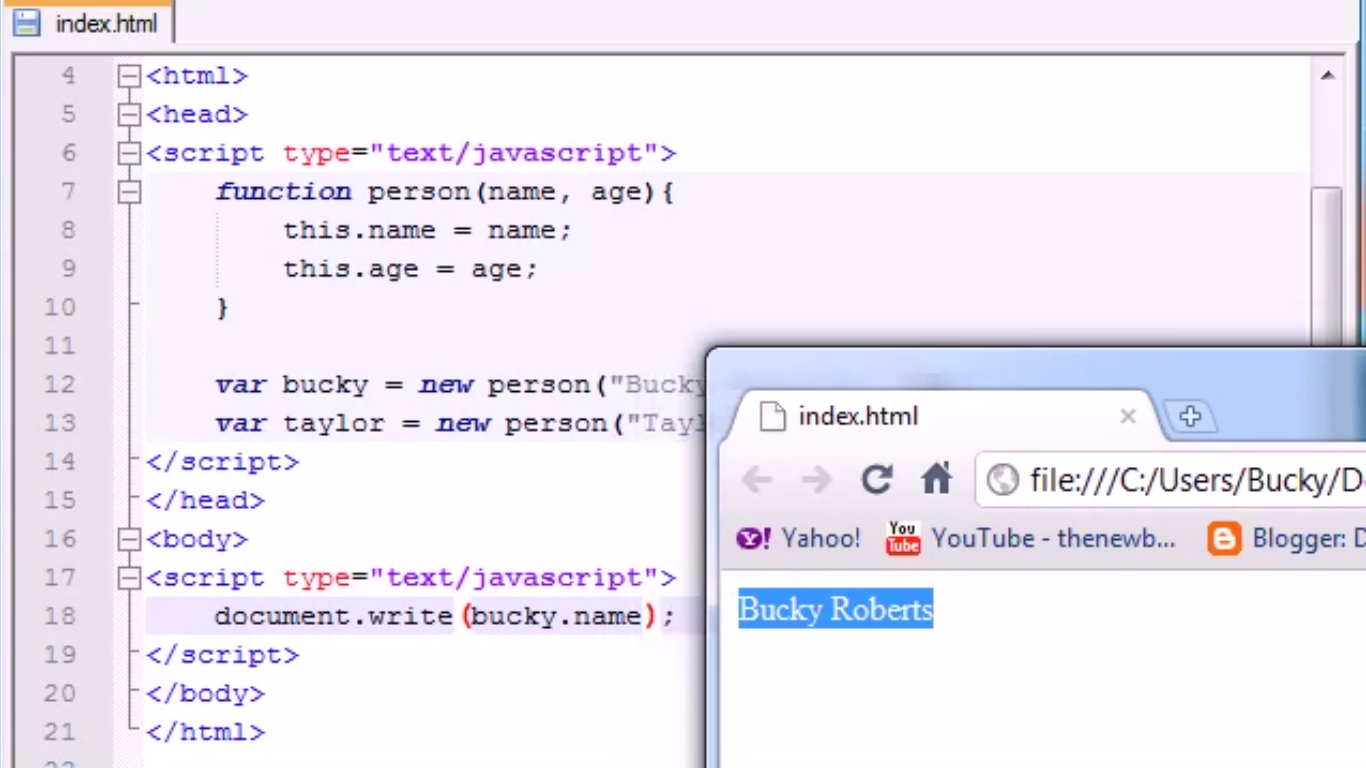 index.html
4 <html>
5 <head>
6 <script type="text/javascript">
7 function person(name, age){
8 this.name = name;
9 this.age = age;
10 }
11
12 var bucky = new person("Bucky
13 var taylor = new person("Tayl
14 </script>
15 </head>
16 <body>
17 <script type="text/javascript">
18 document.write(bucky.name);
19 </script>
20 </body>
21 </html>
index.html
file:///C:/Users/Bucky/D
Yahoo! You Tube YouTube - thenewb... Blogger: D
Bucky Roberts